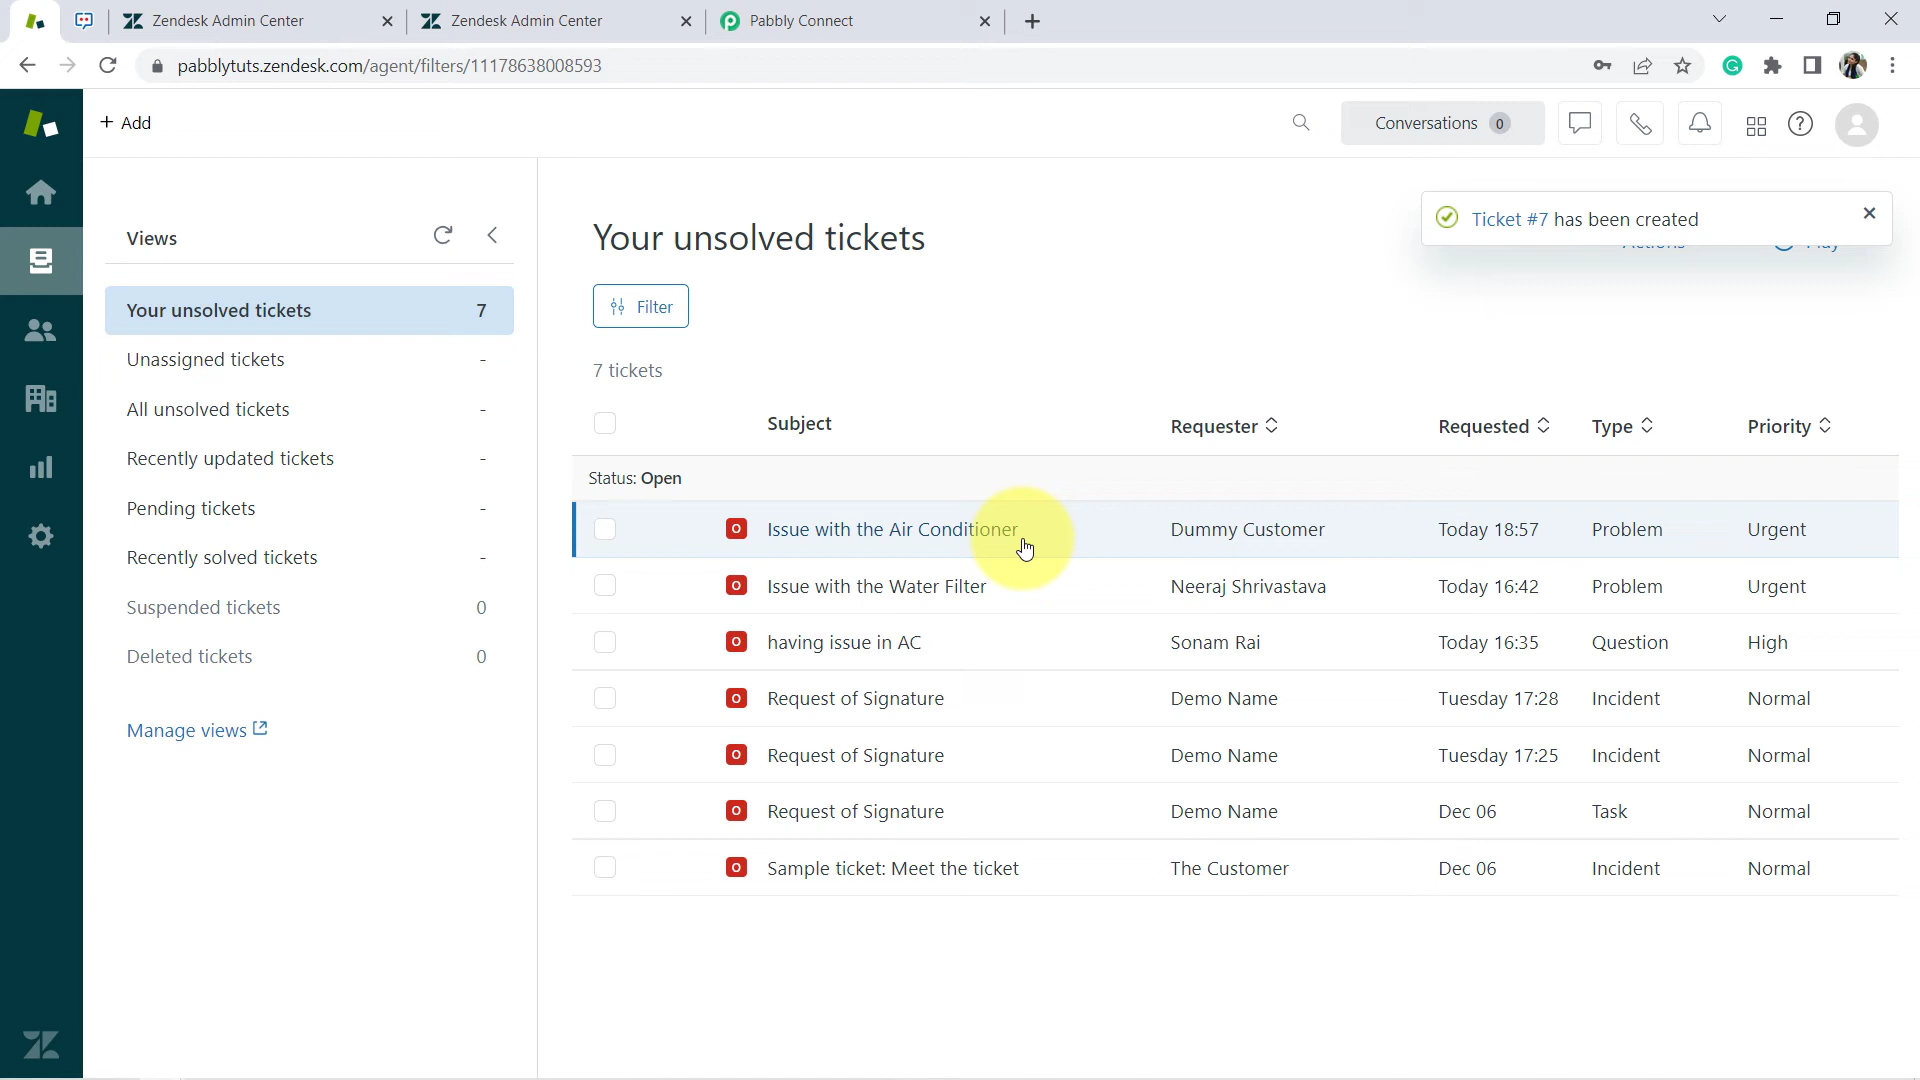 Zendesk Admin Center
Zendesk Admin Center
Pabbly Connect
pabblytuts.zendesk.com/agent/filters/11178638008593
+ Add
Conversations 0
Views
Your unsolved tickets 7
Unassigned tickets -
All unsolved tickets -
Recently updated tickets -
Pending tickets -
Recently solved tickets -
Suspended tickets 0
Deleted tickets 0
Manage views
Your unsolved tickets
Ticket #7 has been created
Actions Play
Filter
7 tickets
Subject Requester Requested Type Priority
Status: Open
O Issue with the Air Conditioner Dummy Customer Today 18:57 Problem Urgent
O Issue with the Water Filter Neeraj Shrivastava Today 16:42 Problem Urgent
O having issue in AC Sonam Rai Today 16:35 Question High
O Request of Signature Demo Name Tuesday 17:28 Incident Normal
O Request of Signature Demo Name Tuesday 17:25 Incident Normal
O Request of Signature Demo Name Dec 06 Task Normal
O Sample ticket: Meet the ticket The Customer Dec 06 Incident Normal